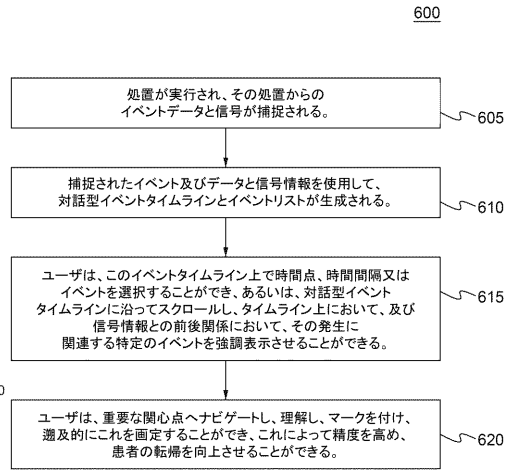 600
処置が実行され、その処置からの
イベントデータと信号が捕捉される。
605
捕捉されたイベント及びデータと信号情報を使用して、
対話型イベントタイムラインとイベントリストが生成される。
610
ユーザは、このイベントタイムライン上で時間点、時間間隔又は
イベントを選択することができ、あるいは、対話型イベント
タイムラインに沿ってスクロールし、タイムライン上において、及び
信号情報との前後関係において、その発生に
関連する特定のイベントを強調表示させることができる。
615
ユーザは、重要な関心点へナビゲートし、理解し、マークを付け、
遡及的にこれを画定することができ、これによって精度を高め、
患者の転帰を向上させることができる。
620